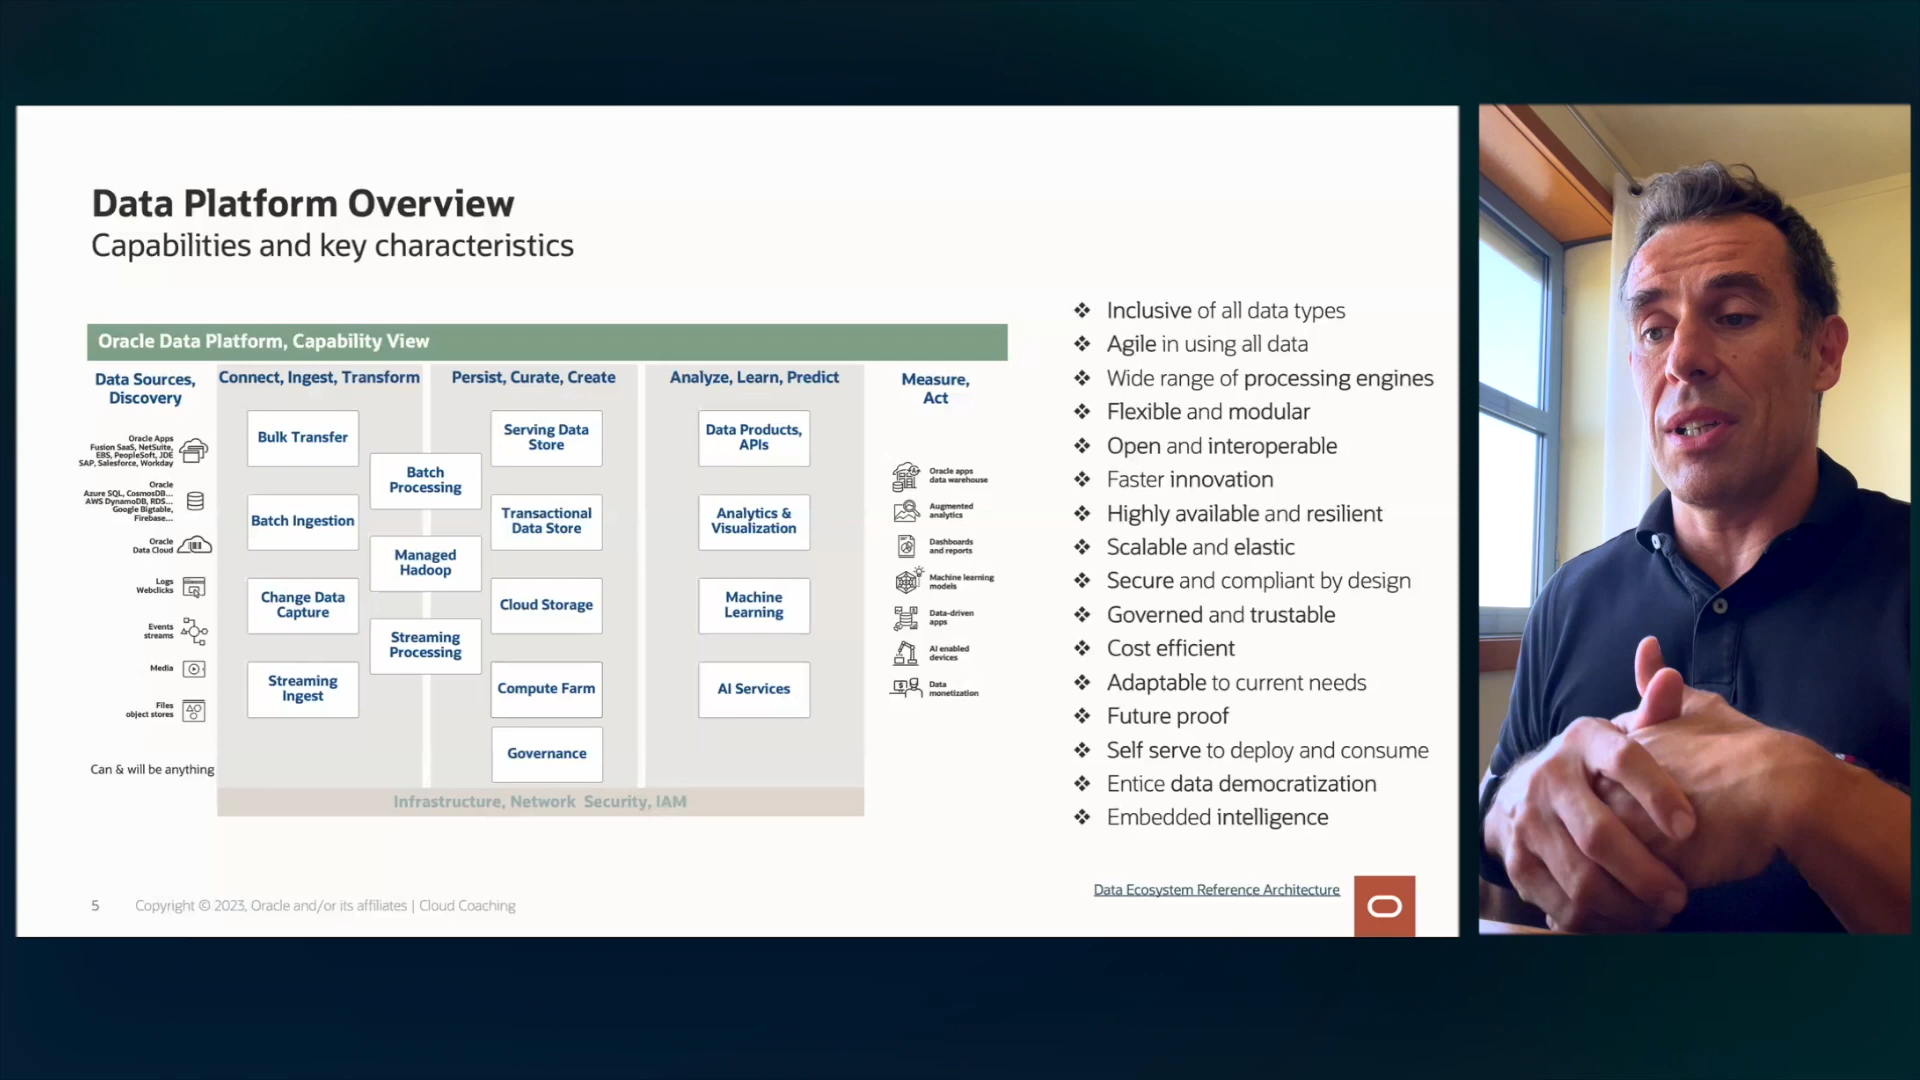 Data Platform Overview
Capabilities and key characteristics
Oracle Data Platform, Capability View
Data Sources,
Discovery
Oracle Apps
Fusion SaaS, NetSuite,
EBS, PeopleSoft, JDE
SAP, Salesforce, Workday
Oracle
Azure SQL, CosmosDB...
AWS DynamoDB, RDS...
Google Bigtable,
Firebase...
Oracle
Data Cloud
Logs
Webclicks
Events
streams
Media
Files
object stores
Can & will be anything
Connect, Ingest, Transform
Bulk Transfer
Batch Ingestion
Change Data
Capture
Streaming
Ingest
Batch
Processing
Managed
Hadoop
Streaming
Processing
Persist, Curate, Create
Serving Data
Store
Transactional
Data Store
Cloud Storage
Compute Farm
Governance
Analyze, Learn, Predict
Data Products,
APIs
Analytics &
Visualization
Machine
Learning
AI Services
Measure,
Act
Oracle apps
data warehouse
Augmented
analytics
Dashboards
and reports
Machine learning
models
Data-driven
apps
AI enabled
devices
Data
monetization
Infrastructure, Network Security, IAM
❖ Inclusive of all data types
❖ Agile in using all data
❖ Wide range of processing engines
❖ Flexible and modular
❖ Open and interoperable
❖ Faster innovation
❖ Highly available and resilient
❖ Scalable and elastic
❖ Secure and compliant by design
❖ Governed and trustable
❖ Cost efficient
❖ Adaptable to current needs
❖ Future proof
❖ Self serve to deploy and consume
❖ Entice data democratization
❖ Embedded intelligence
Data Ecosystem Reference Architecture
5 Copyright © 2023, Oracle and/or its affiliates | Cloud Coaching